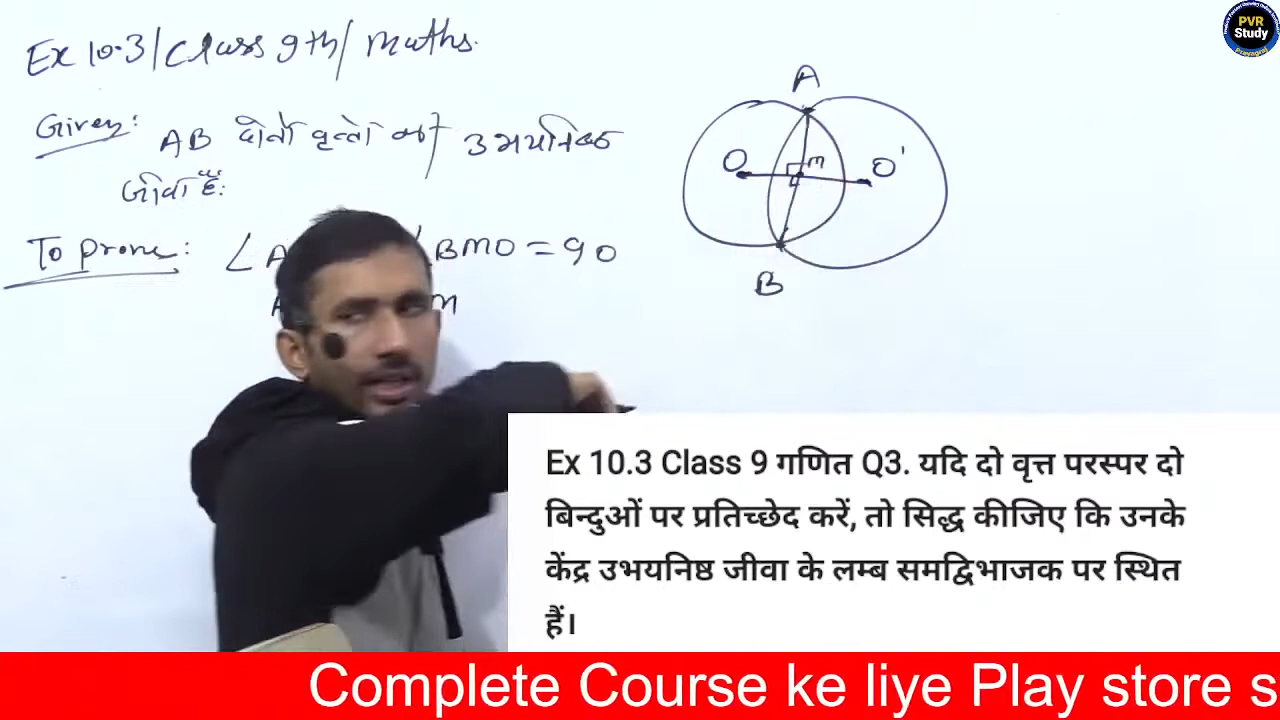 Ex 10.3 / Class 9th / Maths.
Given: AB दोनो वृत्तो की उभयनिष्ठ
जीवा है:
To prove: ∠A ∠BMO = 90
M
A
O
M
O'
B
PVR
Study
Prayagraj
Ex 10.3 Class 9 गणित Q3. यदि दो वृत्त परस्पर दो
बिन्दुओं पर प्रतिच्छेद करें, तो सिद्ध कीजिए कि उनके
केंद्र उभयनिष्ठ जीवा के लम्ब समद्विभाजक पर स्थित
हैं।
Complete Course ke liye Play store s